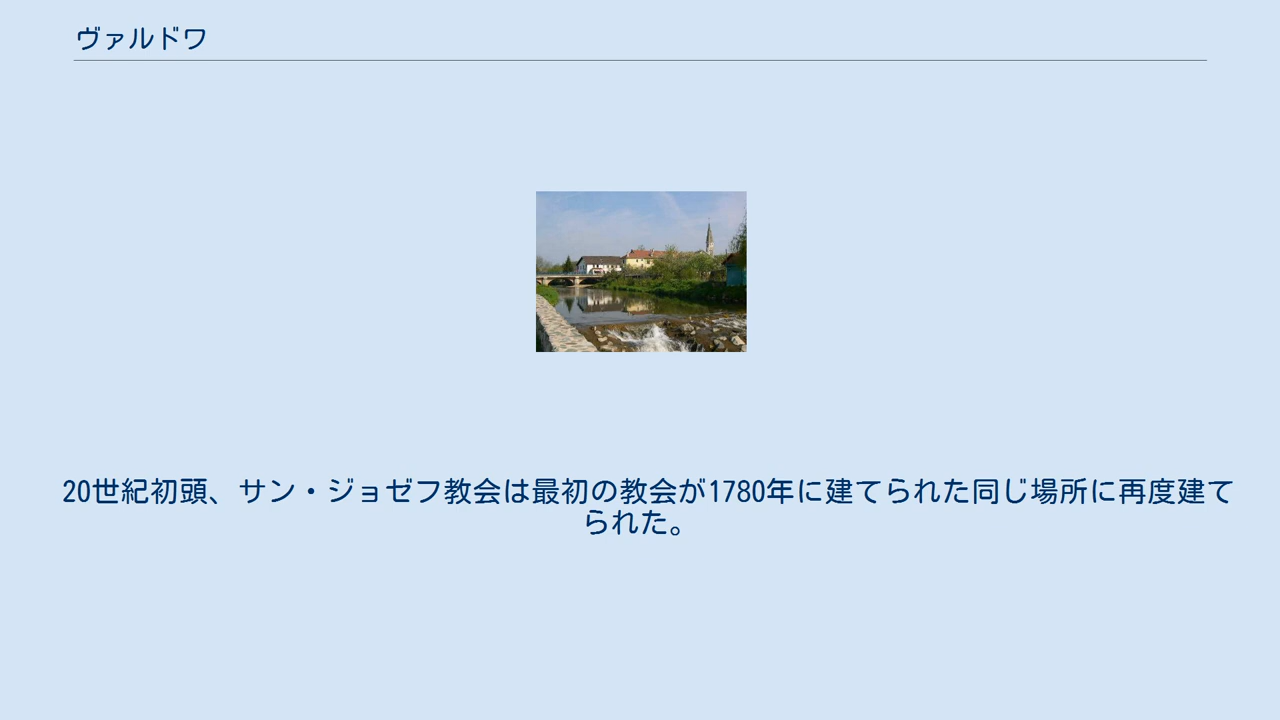 ヴァルドワ
20世紀初頭、サン・ジョゼフ教会は最初の教会が1780年に建てられた同じ場所に再度建て
られた。